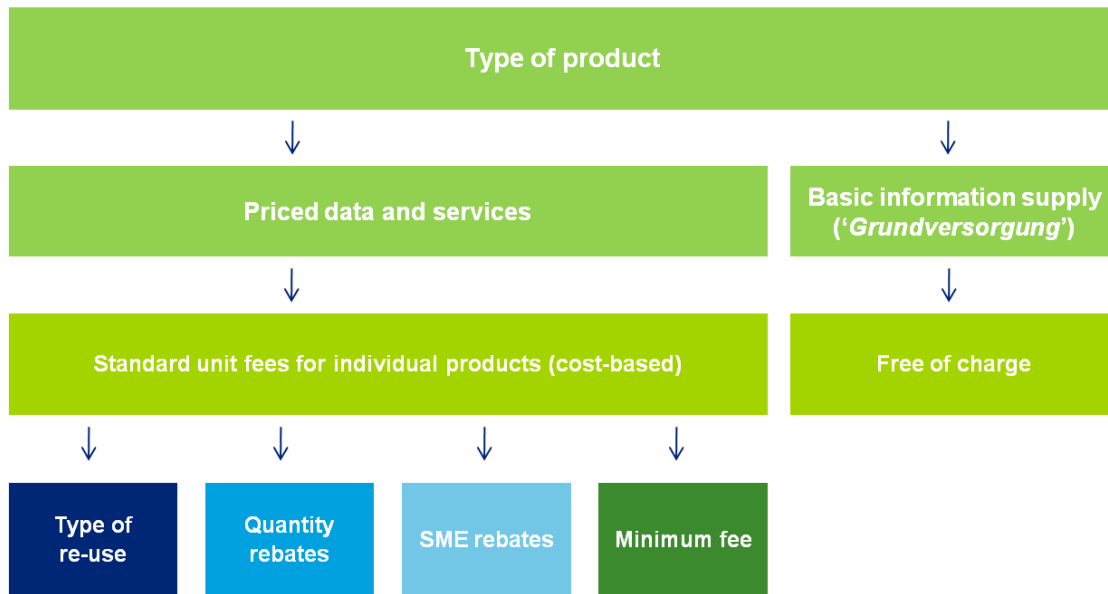 Type of product
Priced data and services
Basic information supply
(‘Grundversorgung’)
Standard unit fees for individual products (cost-based)
Free of charge
Type of
re-use
Quantity
rebates
SME rebates
Minimum fee